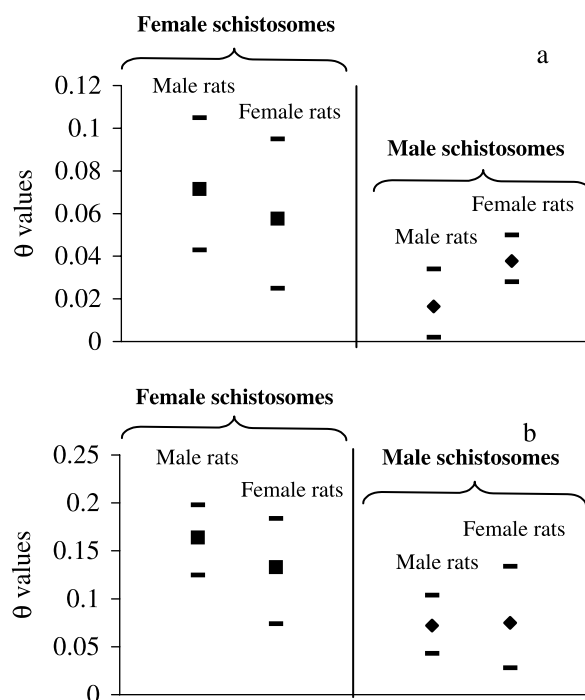 Female schistosomes
a
0.12
Male rats
Female rats
0.1
Male schistosomes
0.08
Female rats
0.06
Male rats
0.04
0.02
0
θ values
Female schistosomes
b
0.25
Male rats
Male schistosomes
0.2
Female rats
Female rats
0.15
Male rats
0.1
0.05
0
θ values